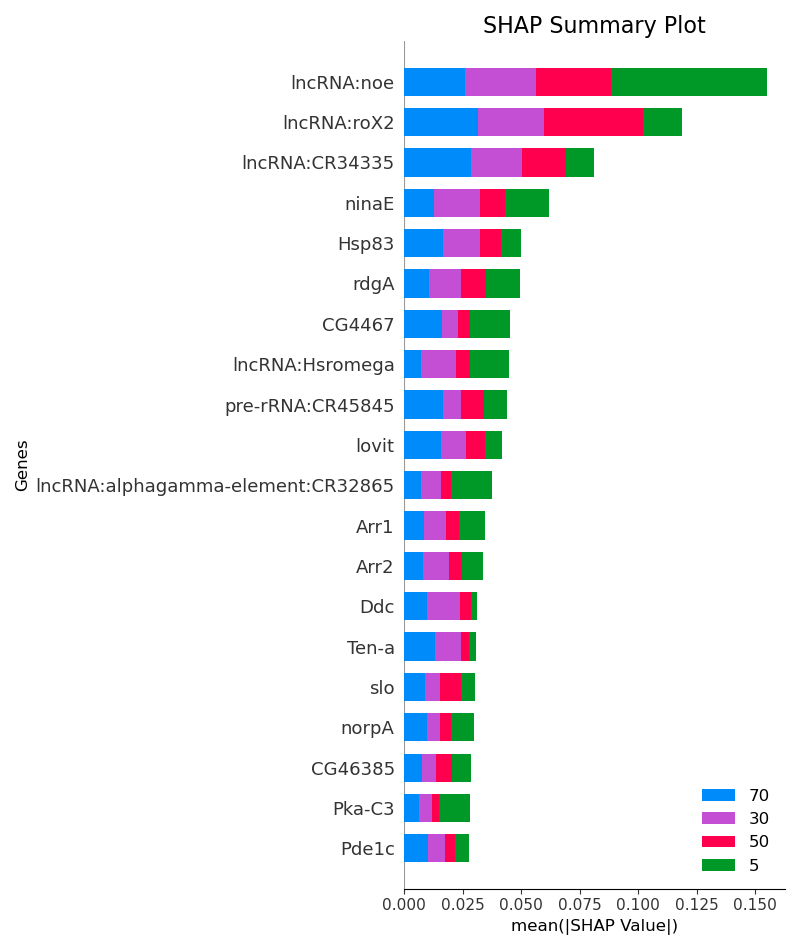 SHAP Summary Plot
lncRNA:noe
lncRNA:roX2
lncRNA:CR34335
ninaE
Hsp83
rdgA
CG4467
lncRNA:Hsromega
pre-rRNA:CR45845
lovit
lncRNA:alphagamma-element:CR32865
Arr1
Arr2
Ddc
Ten-a
slo
norpA
CG46385
Pka-C3
Pde1c
Genes
70
30
50
5
0.000 0.025 0.050 0.075 0.100 0.125 0.150
mean(|SHAP Value|)